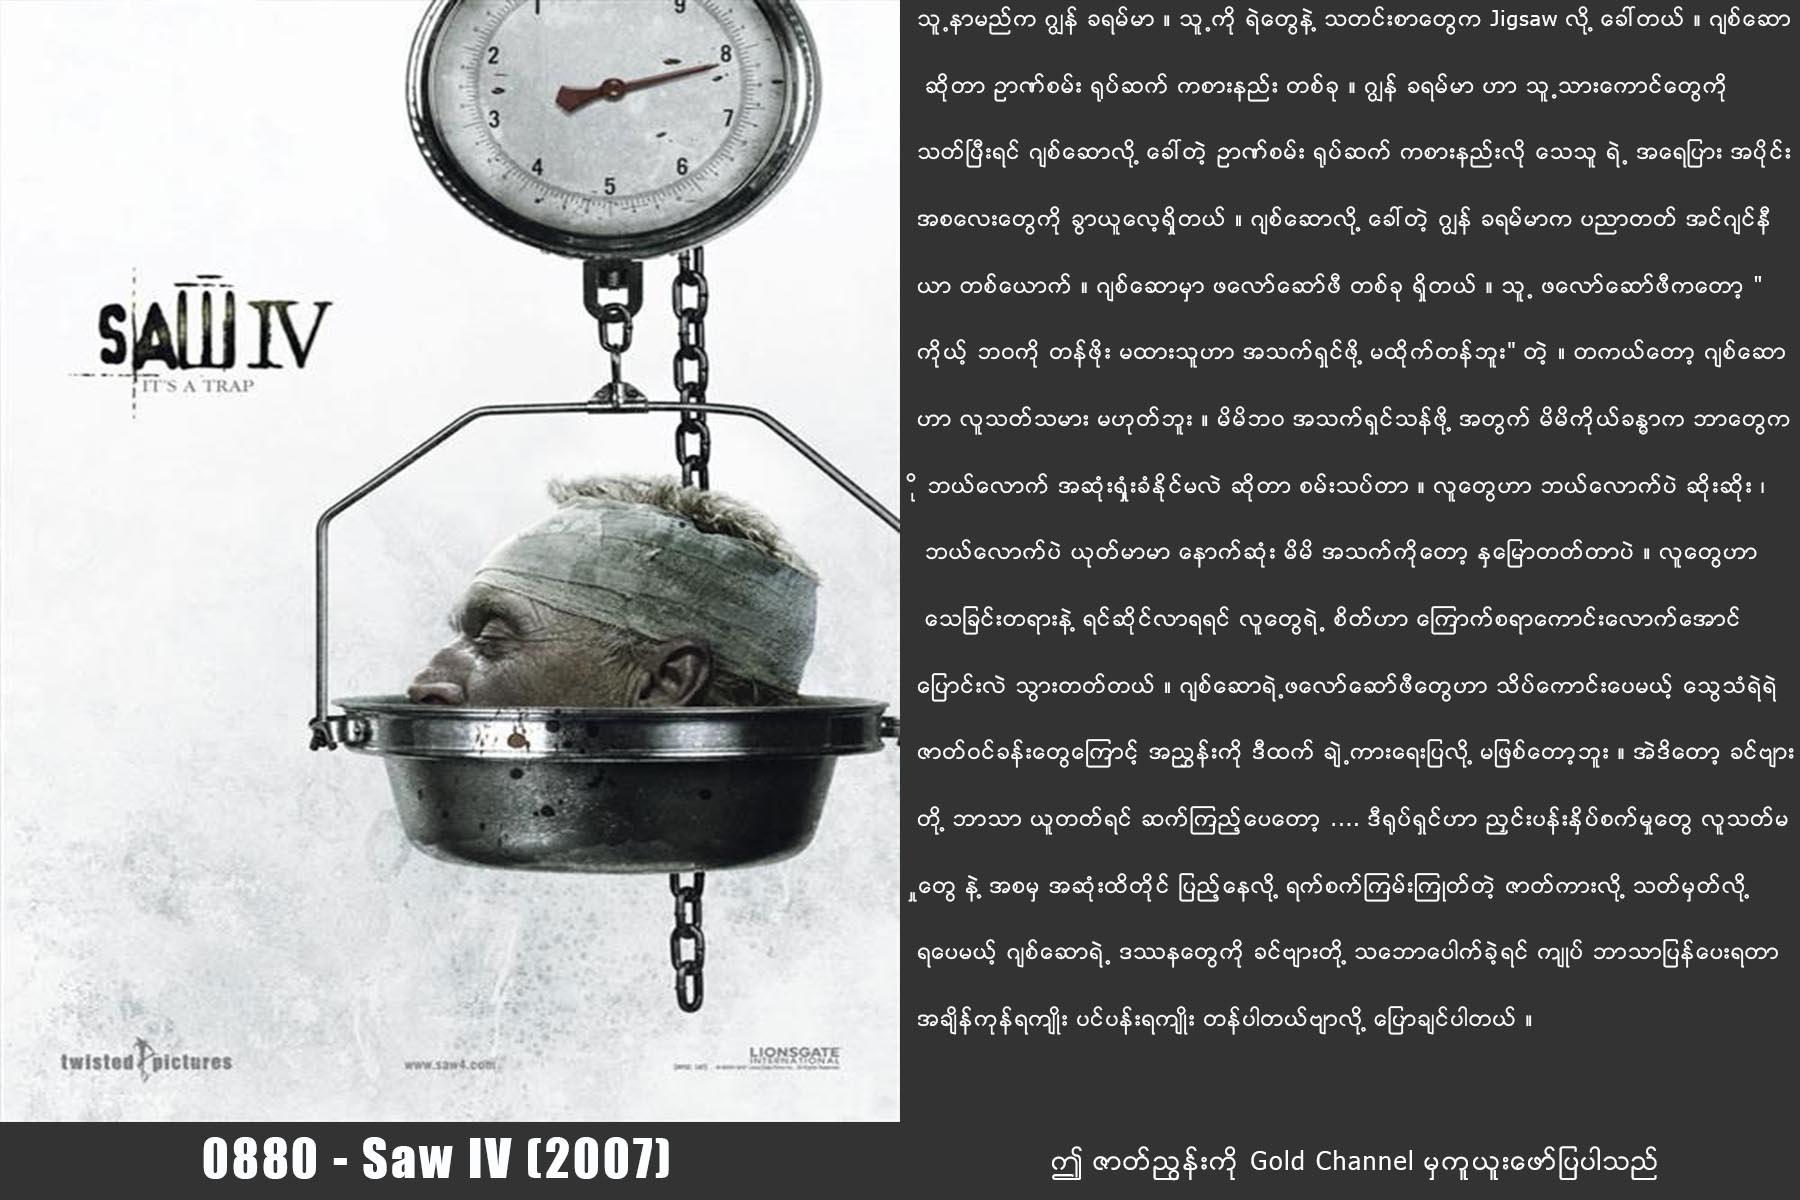 9
2
8
3
7
4
6
5
SAW IV
IT'S A TRAP
twisted pictures
www.saw4.com
LIONSGATE
INTERNATIONAL
0880 - Saw IV (2007)
သူ့နာမည်က ဂျွန် ခရမ်မာ ။ သူ့ကို ရဲတွေနဲ့ သတင်းစာတွေက Jigsaw လို့ ခေါ်တယ် ။ ဂျစ်ဆော
ဆိုတာ ဉာဏ်စမ်း ရုပ်ဆက် ကစားနည်း တစ်ခု ။ ဂျွန် ခရမ်မာ ဟာ သူ့သားကောင်တွေကို
သတ်ပြီးရင် ဂျစ်ဆောလို့ ခေါ်တဲ့ ဉာဏ်စမ်း ရုပ်ဆက် ကစားနည်းလို သေသူ ရဲ့ အရေပြား အပိုင်း
အစလေးတွေကို ခွာယူလေ့ရှိတယ် ။ ဂျစ်ဆောလို့ ခေါ်တဲ့ ဂျွန် ခရမ်မာက ပညာတတ် အင်ဂျင်နီ
ယာ တစ်ယောက် ။ ဂျစ်ဆောမှာ ဖလော်ဆော်ဖီ တစ်ခု ရှိတယ် ။ သူ့ ဖလော်ဆော်ဖီကတော့ "
ကိုယ့် ဘဝကို တန်ဖိုး မထားသူဟာ အသက်ရှင်ဖို့ မထိုက်တန်ဘူး" တဲ့ ။ တကယ်တော့ ဂျစ်ဆော
ဟာ လူသတ်သမား မဟုတ်ဘူး ။ မိမိဘဝ အသက်ရှင်သန်ဖို့ အတွက် မိမိကိုယ်ခန္ဓာက ဘာတွေက
ို ဘယ်လောက် အဆုံးရှုံးခံနိုင်မလဲ ဆိုတာ စမ်းသပ်တာ ။ လူတွေဟာ ဘယ်လောက်ပဲ ဆိုးဆိုး ၊
ဘယ်လောက်ပဲ ယုတ်မာမာ နောက်ဆုံး မိမိ အသက်ကိုတော့ နှမြောတတ်တာပဲ ။ လူတွေဟာ
သေခြင်းတရားနဲ့ ရင်ဆိုင်လာရရင် လူတွေရဲ့ စိတ်ဟာ ကြောက်စရာကောင်းလောက်အောင်
ပြောင်းလဲ သွားတတ်တယ် ။ ဂျစ်ဆောရဲ့ဖလော်ဆော်ဖီတွေဟာ သိပ်ကောင်းပေမယ့် သွေသံရဲရဲ
ဇာတ်ဝင်ခန်းတွေကြောင့် အညွှန်းကို ဒီထက် ချဲ့ကားရေးပြလို့ မဖြစ်တော့ဘူး ။ အဲဒိတော့ ခင်ဗျား
တို့ ဘာသာ ယူတတ်ရင် ဆက်ကြည့်ပေတော့ .... ဒီရုပ်ရှင်ဟာ ညှင်းပန်းနှိပ်စက်မှုတွေ လူသတ်မ
ှုတွေ နဲ့ အစမှ အဆုံးထိတိုင် ပြည့်နေလို့ ရက်စက်ကြမ်းကြုတ်တဲ့ ဇာတ်ကားလို့ သတ်မှတ်လို့
ရပေမယ့် ဂျစ်ဆောရဲ့ ဒဿနတွေကို ခင်ဗျားတို့ သဘောပေါက်ခဲ့ရင် ကျုပ် ဘာသာပြန်ပေးရတာ
အချိန်ကုန်ရကျိုး ပင်ပန်းရကျိုး တန်ပါတယ်ဗျာလို့ ပြောချင်ပါတယ် ။
ဤ ဇာတ်ညွန်းကို Gold Channel မှကူယူးဖော်ပြပါသည်